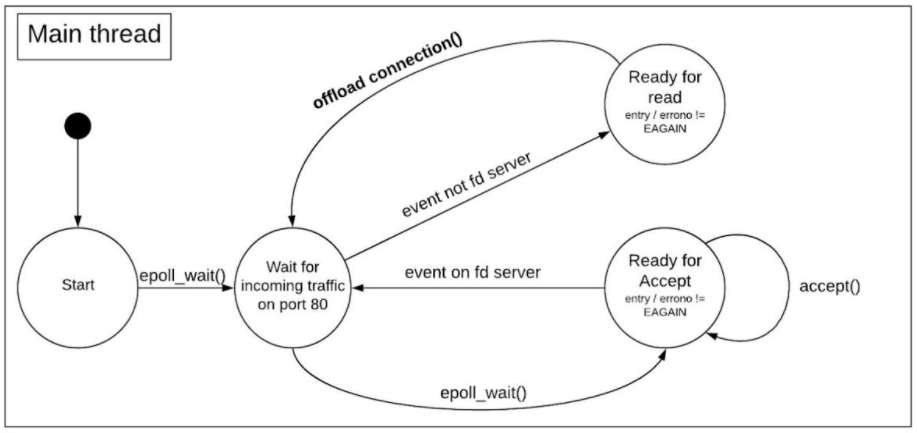 Main thread
offload connection()
Ready for
read
entry / errono !=
EAGAIN
event not fd server
Start
epoll_wait()
Wait for
incoming traffic
on port 80
event on fd server
Ready for
Accept
entry / errono !=
EAGAIN
accept()
epoll_wait()